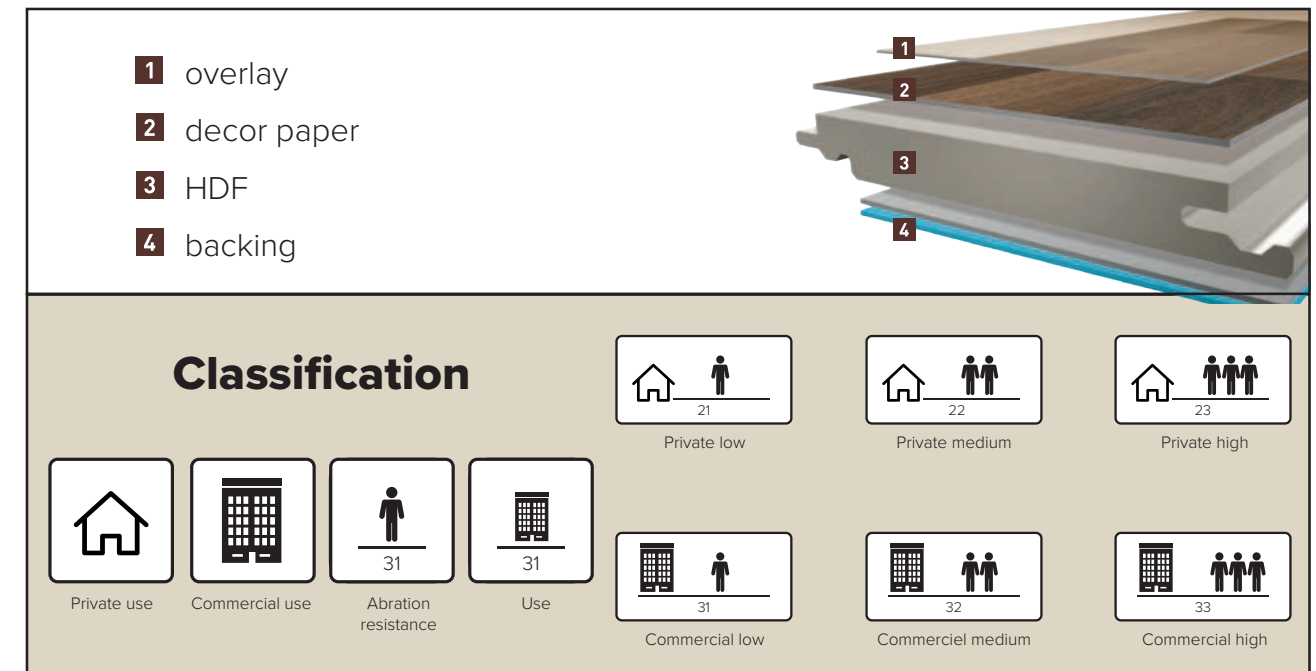 1 overlay
2 decor paper
3 HDF
4 backing
1
2
3
4
Classification
Private use
Commercial use
31
Abration
resistance
31
Use
21
Private low
22
Private medium
23
Private high
31
Commercial low
32
Commerciel medium
33
Commercial high